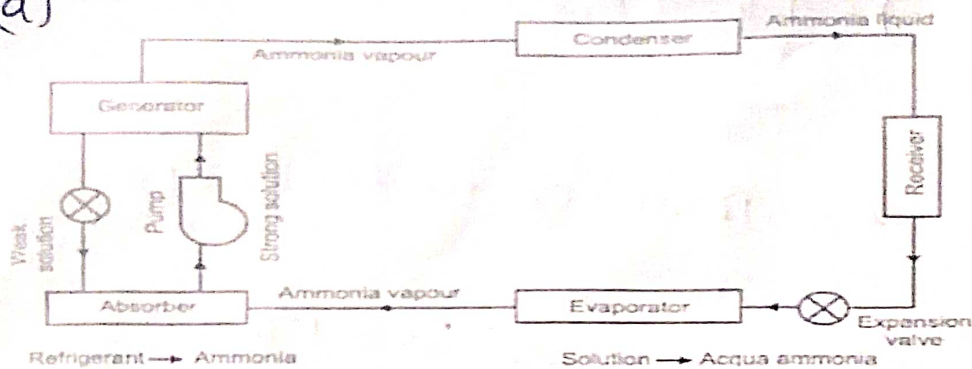 (a)
Ammonia liquid
Condenser
Ammonia vapour
Generator
Receiver
Weak
solution
Pump
Strong solution
Absorber
Ammonia vapour
Evaporator
Expansion
valve
Refrigerant → Ammonia
Solution → Acqua ammonia